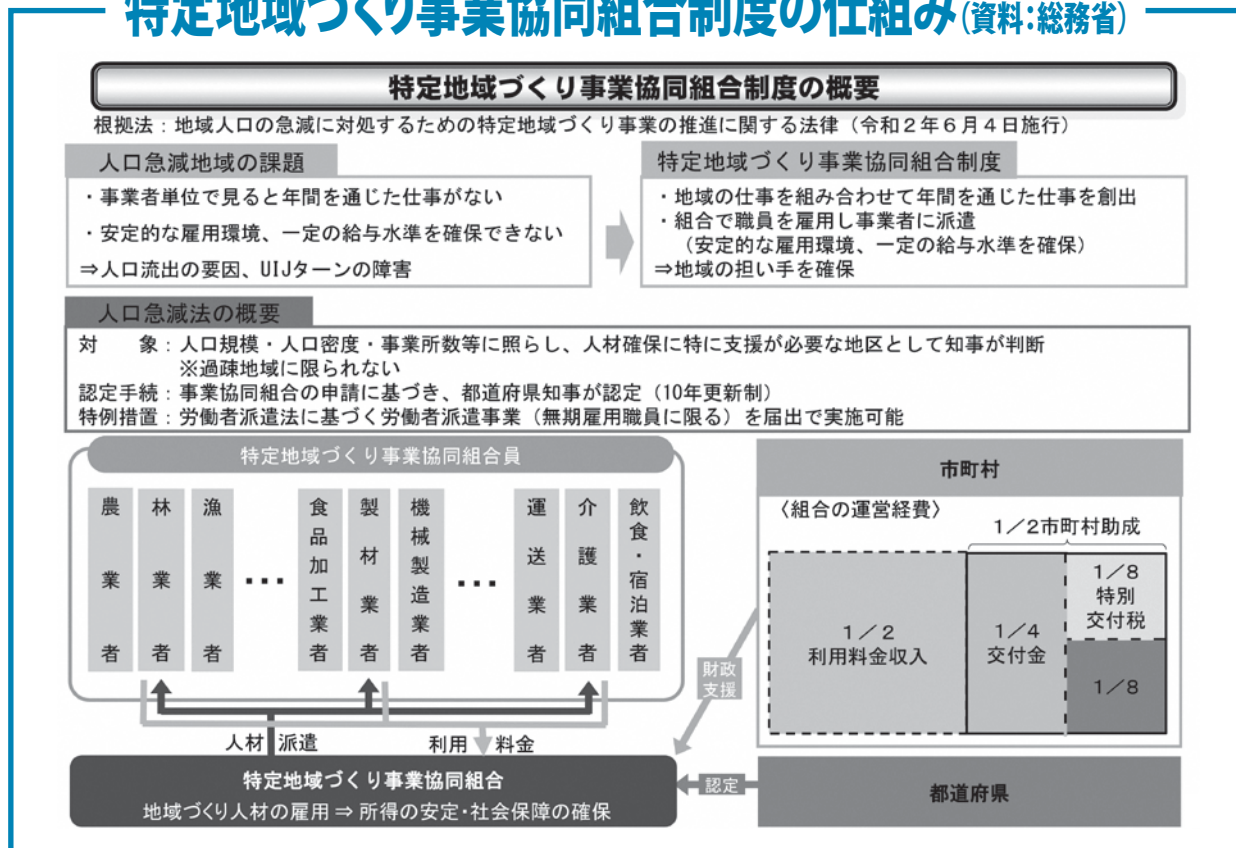 特定地域づくり事業協同組合制度の仕組み(資料:総務省)
特定地域づくり事業協同組合制度の概要
根拠法:地域人口の急減に対処するための特定地域づくり事業の推進に関する法律(令和2年6月4日施行)
人口急減地域の課題
・事業者単位で見ると年間を通じた仕事がない
・安定的な雇用環境、一定の給与水準を確保できない
⇒人口流出の要因、UIJターンの障害
特定地域づくり事業協同組合制度
・地域の仕事を組み合わせて年間を通じた仕事を創出
・組合で職員を雇用し事業者に派遣
(安定的な雇用環境、一定の給与水準を確保)
⇒地域の担い手を確保
人口急減法の概要
対 象:人口規模・人口密度・事業所数等に照らし、人材確保に特に支援が必要な地区として知事が判断
※過疎地域に限られない
認定手続:事業協同組合の申請に基づき、都道府県知事が認定(10年更新制)
特例措置:労働者派遣法に基づく労働者派遣事業(無期雇用職員に限る)を届出で実施可能
特定地域づくり事業協同組合員
農業者
林業者
漁業者
・・・
食品加工業者
製材業者
機械製造業者
・・・
運送業者
介護業者
飲食・宿泊業者
人材派遣
利用料金
特定地域づくり事業協同組合
地域づくり人材の雇用⇒所得の安定・社会保障の確保
市町村
〈組合の運営経費〉
1/2市町村助成
1/2
利用料金収入
1/4
交付金
1/8
特別
交付税
1/8
財政
支援
認定
都道府県